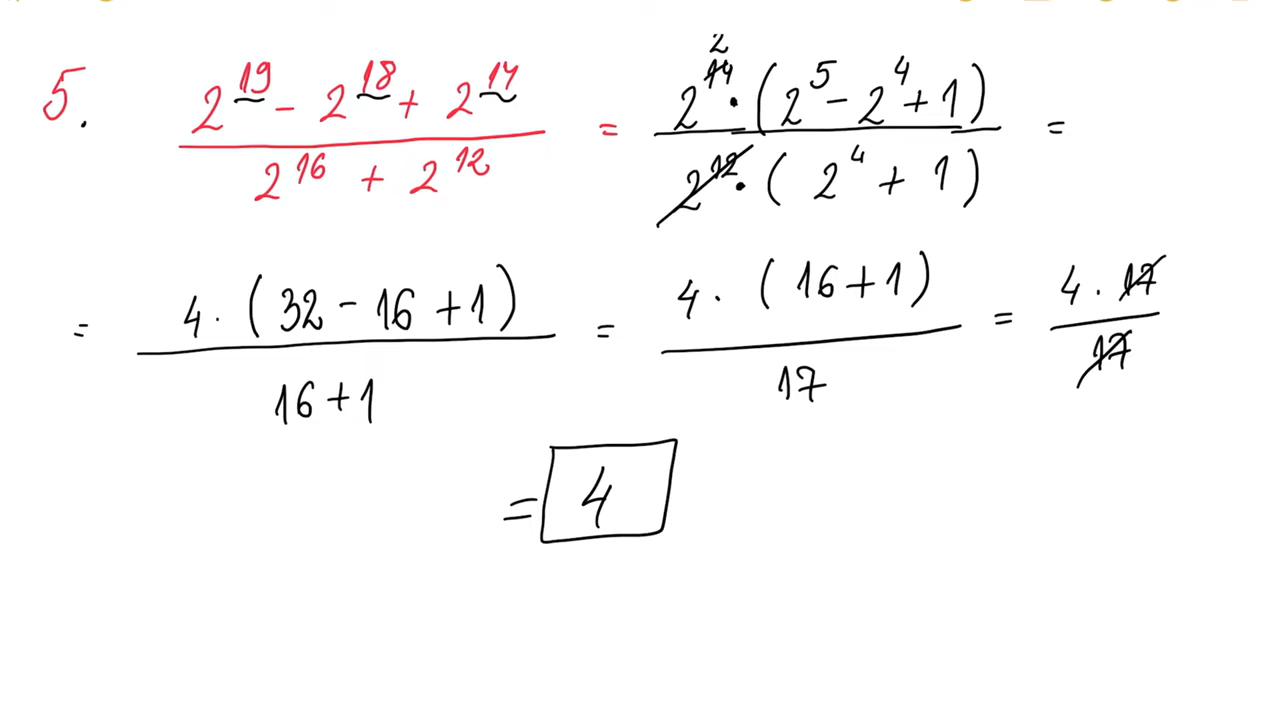 5. (2^19 - 2^18 + 2^14) / (2^16 + 2^12) = (2^14 · (2^5 - 2^4 + 1)) / (2^12 · (2^4 + 1)) =
= (4 · (32 - 16 + 1)) / (16 + 1) = (4 · (16 + 1)) / 17 = (4 · 17) / 17
= 4